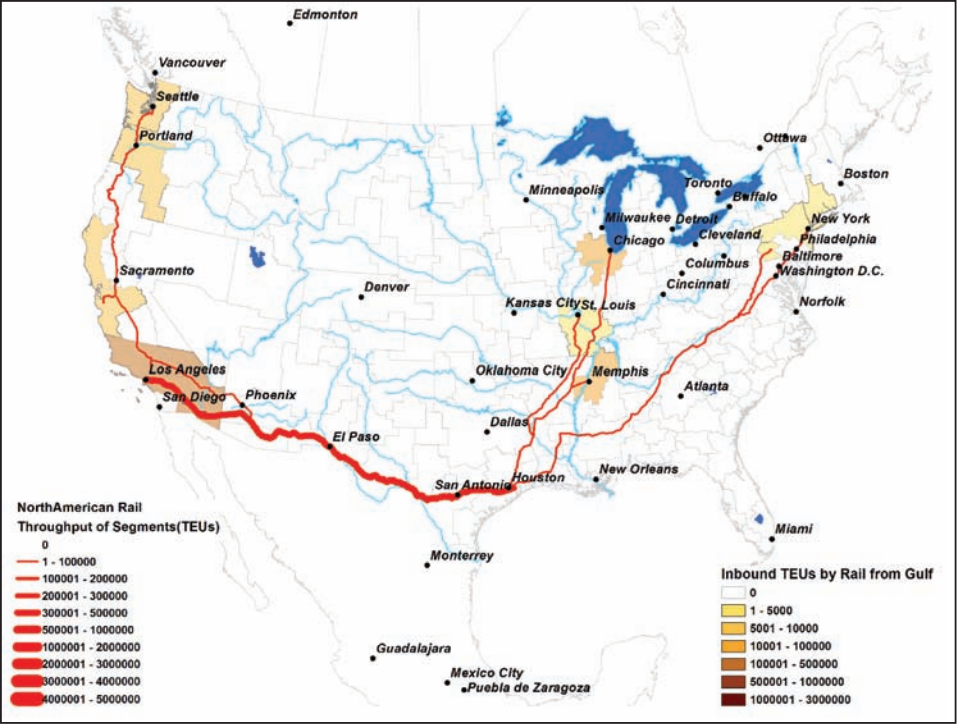 Edmonton
Vancouver
Seattle
Portland
Ottawa
Boston
Minneapolis
Toronto
Buffalo
Milwaukee
Detroit
New York
Chicago
Cleveland
Philadelphia
Baltimore
Columbus
Washington D.C.
Sacramento
Denver
Cincinnati
Kansas City
St. Louis
Norfolk
Los Angeles
Oklahoma City
Memphis
San Diego
Phoenix
Atlanta
Dallas
El Paso
New Orleans
San Antonio
Houston
Miami
Monterrey
Guadalajara
Mexico City
Puebla de Zaragoza
NorthAmerican Rail
Throughput of Segments(TEUs)
0
1 - 100000
100001 - 200000
200001 - 300000
300001 - 500000
500001 - 1000000
1000001 - 2000000
2000001 - 3000000
3000001 - 4000000
4000001 - 5000000
Inbound TEUs by Rail from Gulf
0
1 - 5000
5001 - 10000
10001 - 100000
100001 - 500000
500001 - 1000000
1000001 - 3000000